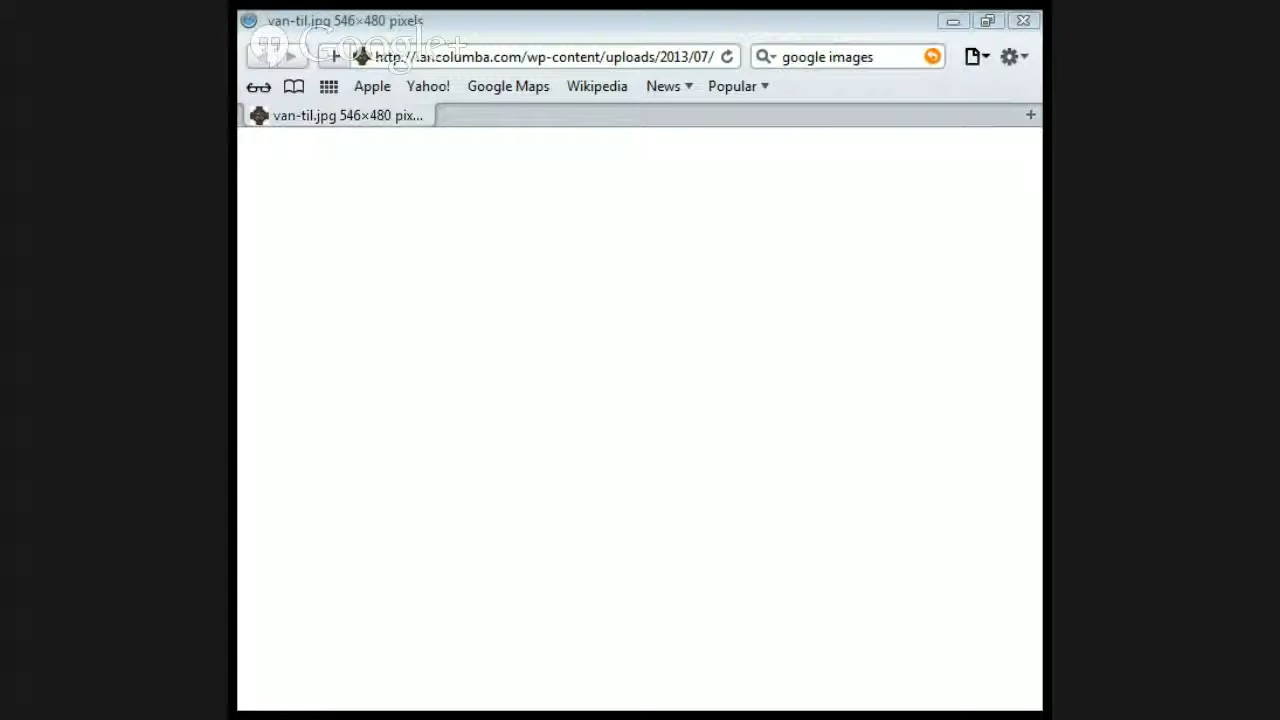 van-til.jpg 546×480 pixels
Google+
http://.ancolumba.com/wp-content/uploads/2013/07/
google images
Apple Yahoo! Google Maps Wikipedia News Popular
van-til.jpg 546×480 pix...